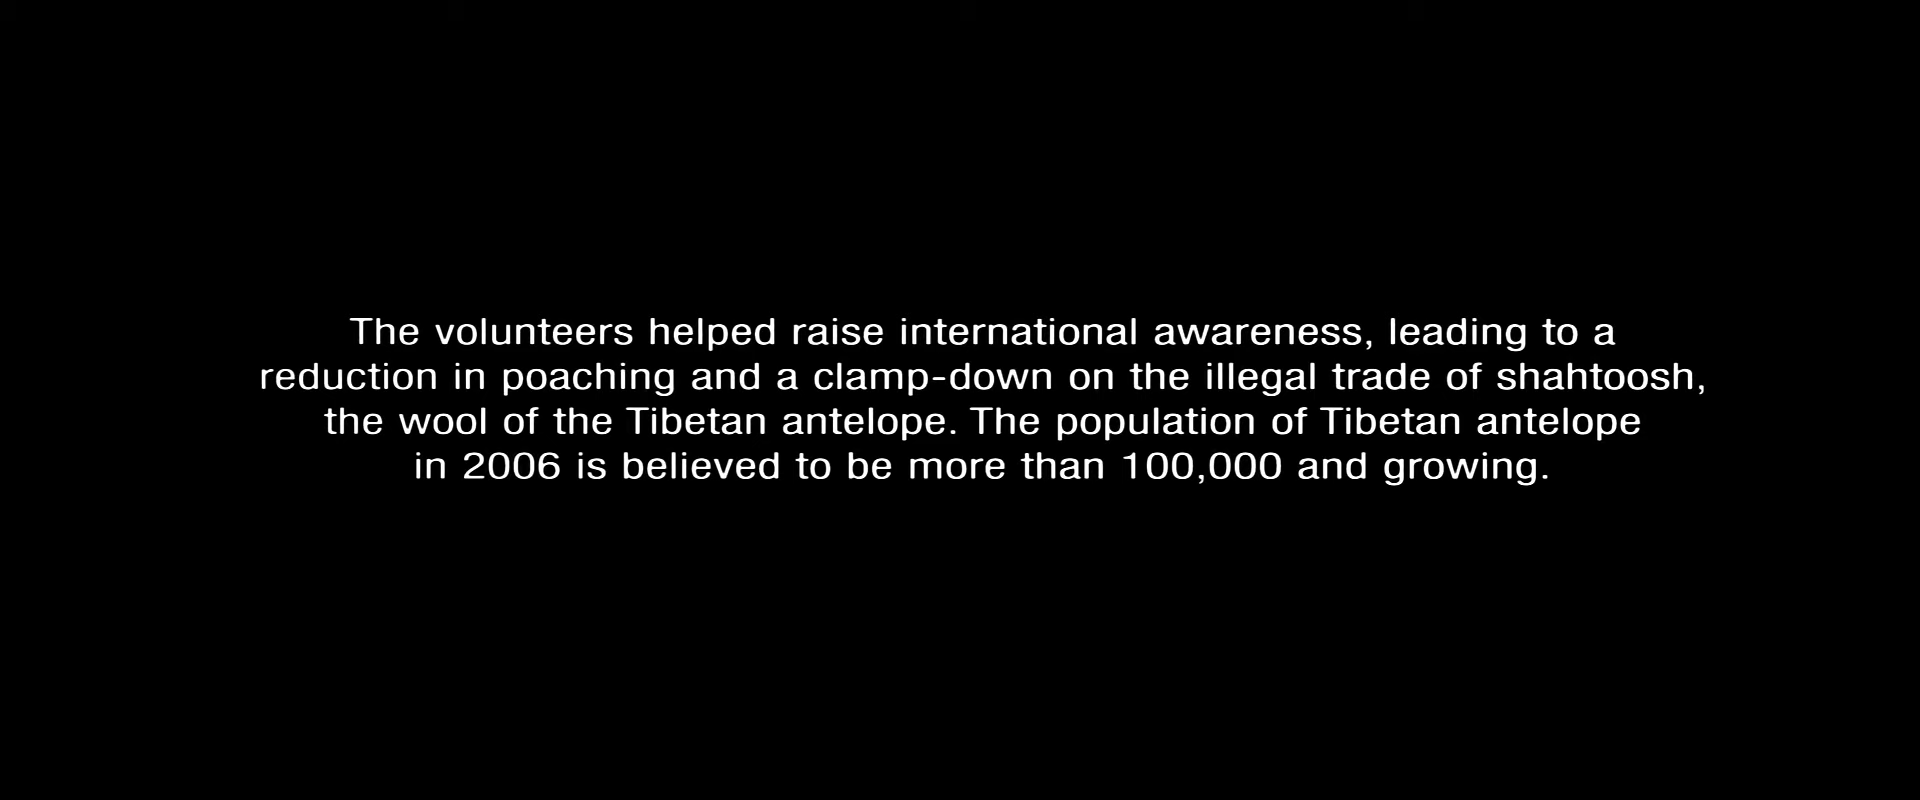 The volunteers helped raise international awareness, leading to a
reduction in poaching and a clamp-down on the illegal trade of shahtoosh,
the wool of the Tibetan antelope. The population of Tibetan antelope
in 2006 is believed to be more than 100,000 and growing.